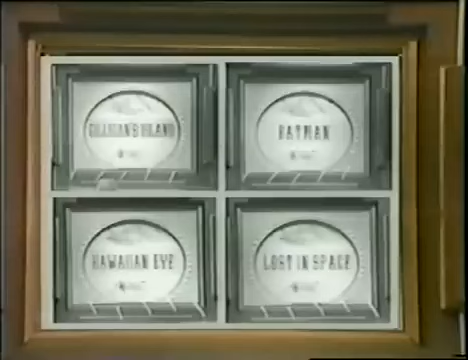 GILLIGAN'S ISLAND
BATMAN
HAWAIIAN EYE
LOST IN SPACE